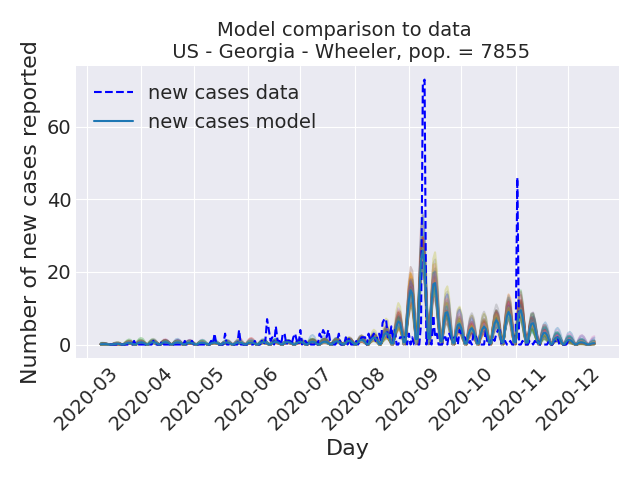 Model comparison to data
US - Georgia - Wheeler, pop. = 7855
Number of new cases reported
new cases data
new cases model
60
40
20
0
2020-03
2020-04
2020-05
2020-06
2020-07
2020-08
2020-09
2020-10
2020-11
2020-12
Day